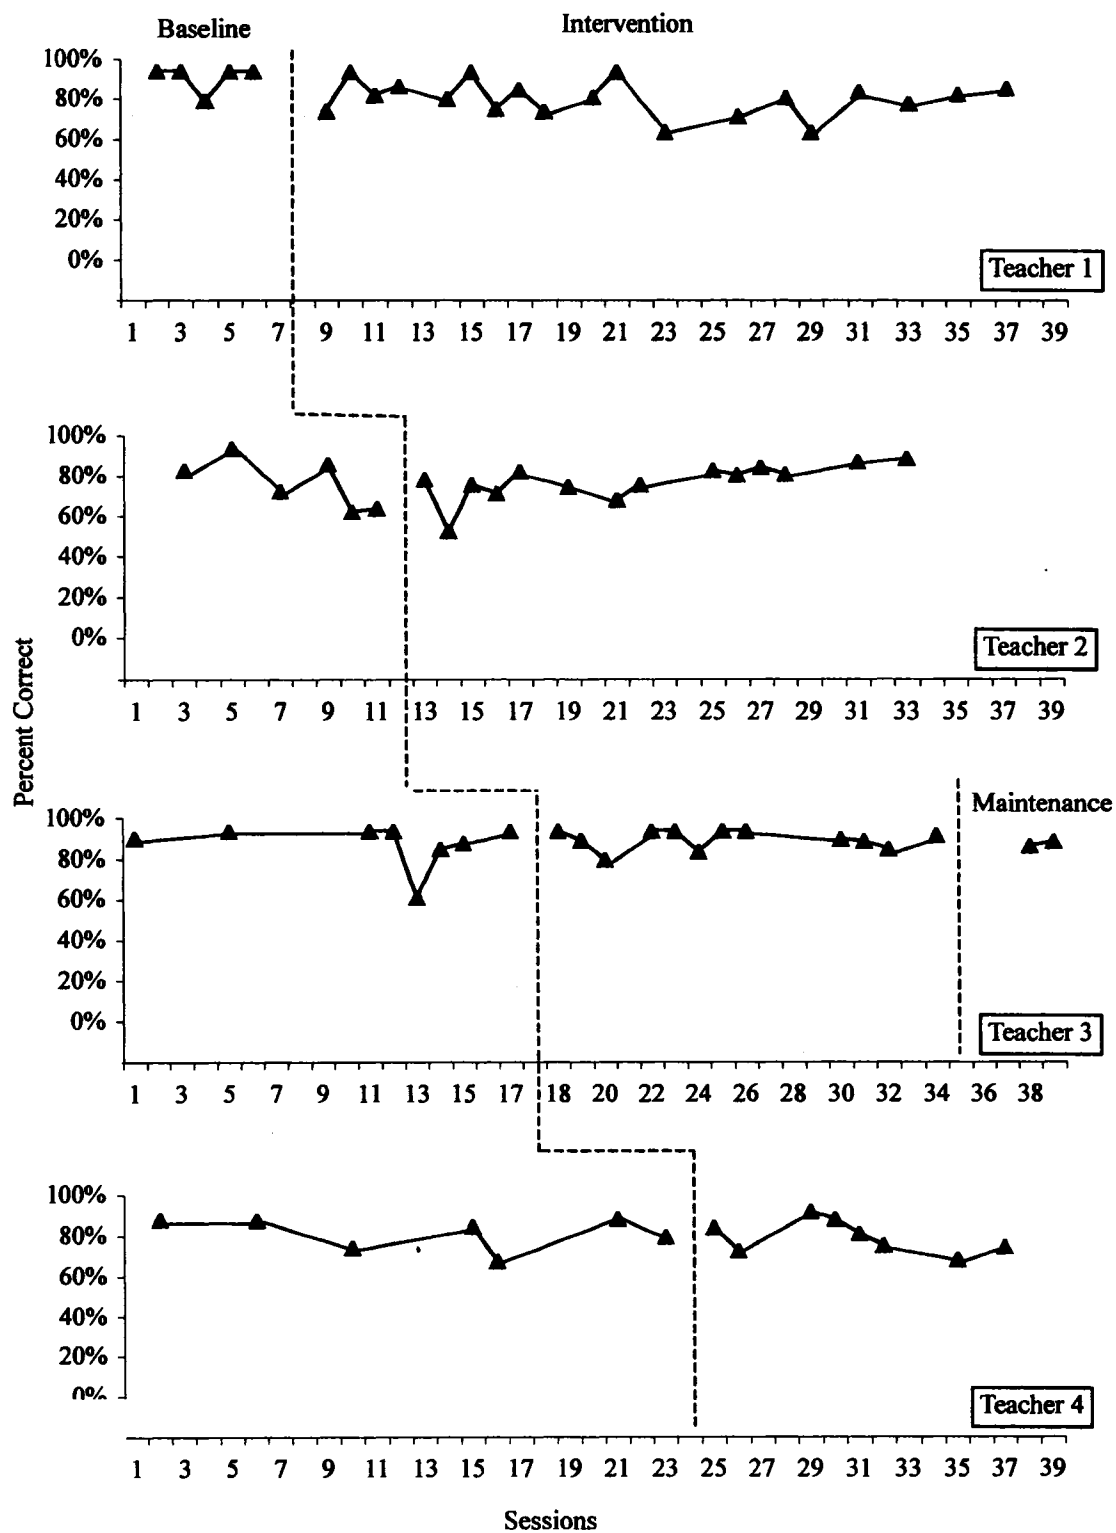 Baseline Intervention
100%
80%
60%
40%
20%
0%
Teacher 1
1 3 5 7 9 11 13 15 17 19 21 23 25 27 29 31 33 35 37 39
100%
80%
60%
40%
20%
0%
Teacher 2
1 3 5 7 9 11 13 15 17 19 21 23 25 27 29 31 33 35 37 39
Percent Correct
Maintenance
100%
80%
60%
40%
20%
0%
Teacher 3
1 3 5 7 9 11 13 15 17 18 20 22 24 26 28 30 32 34 36 38
100%
80%
60%
40%
20%
0%
Teacher 4
1 3 5 7 9 11 13 15 17 19 21 23 25 27 29 31 33 35 37 39
Sessions